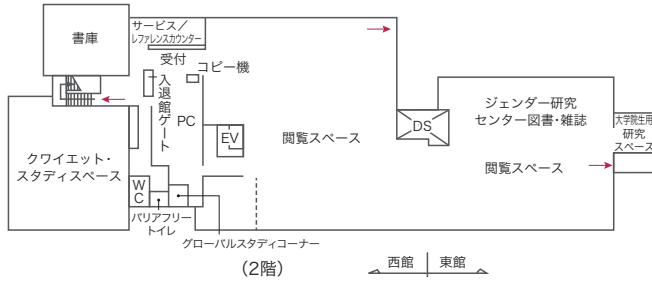 書庫
サービス／
レファレンスカウンター
受付
コピー機
入退館ゲート
PC
EV
閲覧スペース
DS
ジェンダー研究
センター図書・雑誌
閲覧スペース
大学院生用
研究
スペース
クワイエット・
スタディスペース
WC
バリアフリー
トイレ
グローバルスタディコーナー
（2階）
西館
東館